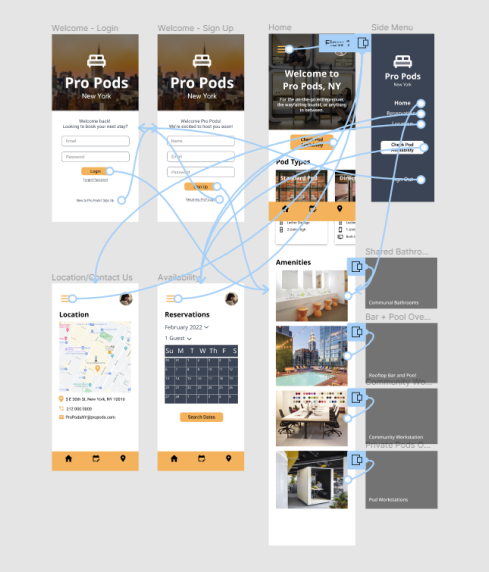 Welcome - Login
Pro Pods
New York
Welcome back!
Looking to book your next stay?
Email
Password
Login
Forgot Password
New to Pro Pods? Sign Up
Welcome - Sign Up
Pro Pods
New York
Welcome Pro Pods!
We're excited to host you soon!
Name
Email
Password
Sign Up
Home
Flow 1
Welcome to
Pro Pods, NY
For the on-the-go entrepreneur,
the wayfaring tourist, or anything
in between.
Check Pod
Availability
Pod Types
Standard Pod
Amenities
Side Menu
Pro Pods
New York
Home
Reservations
Location
Check Pod
Availability
Sign Out
Location/Contact Us
Location
5 E 35th St, New York, NY 10016
212.000.0000
ProPodsNY@propods.com
Availability
Reservations
February 2022
1 Guest
Su M T W Th F S
Search Dates
Shared Bathro...
Communal Bathrooms
Bar + Pool Ove...
Rooftop Bar and Pool
Community Wo...
Community Workstation
Private Pods O...
Pod Workstations